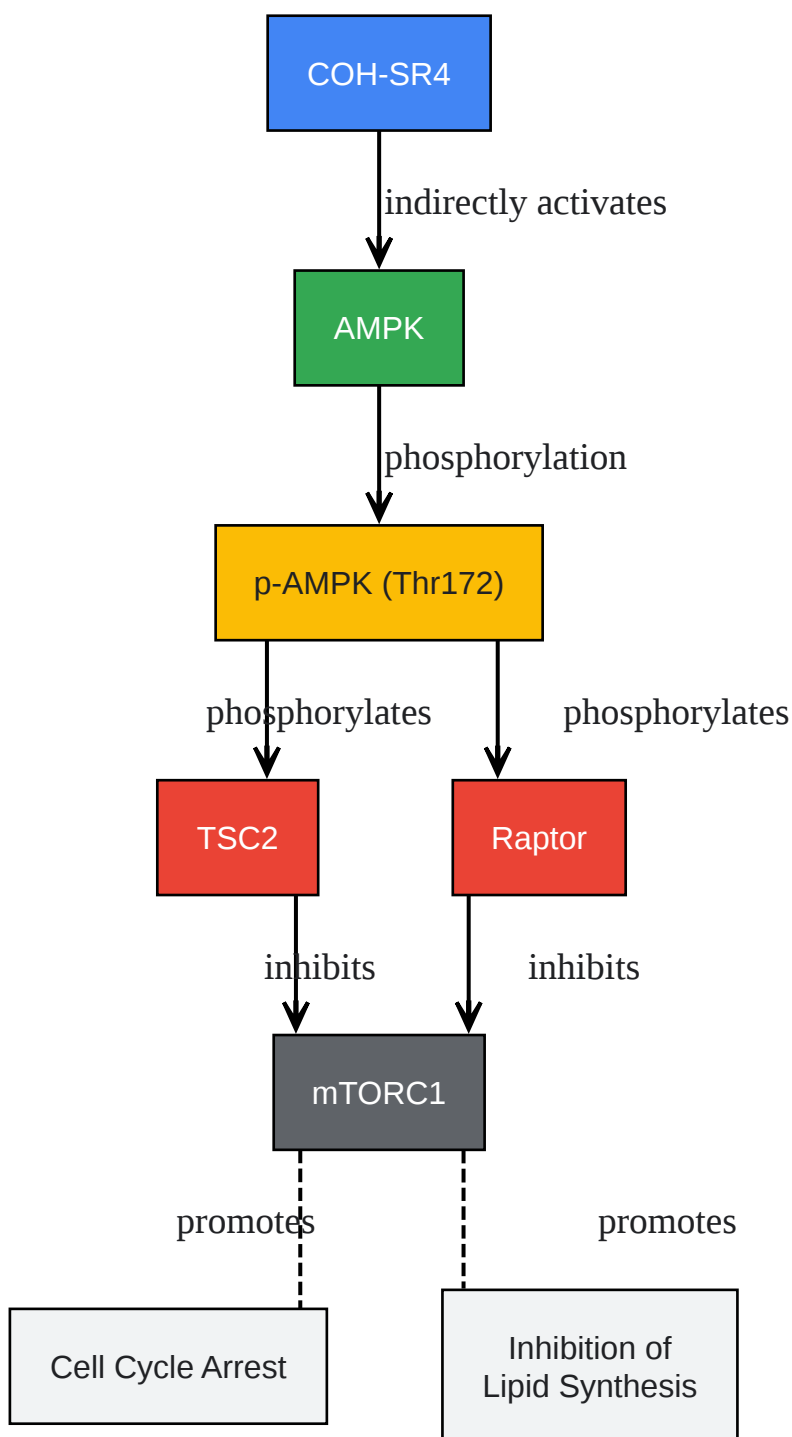 COH-SR4
indirectly activates
AMPK
phosphorylation
p-AMPK (Thr172)
phosphorylates
phosphorylates
TSC2
Raptor
inhibits
inhibits
mTORC1
promotes
promotes
Cell Cycle Arrest
Inhibition of
Lipid Synthesis